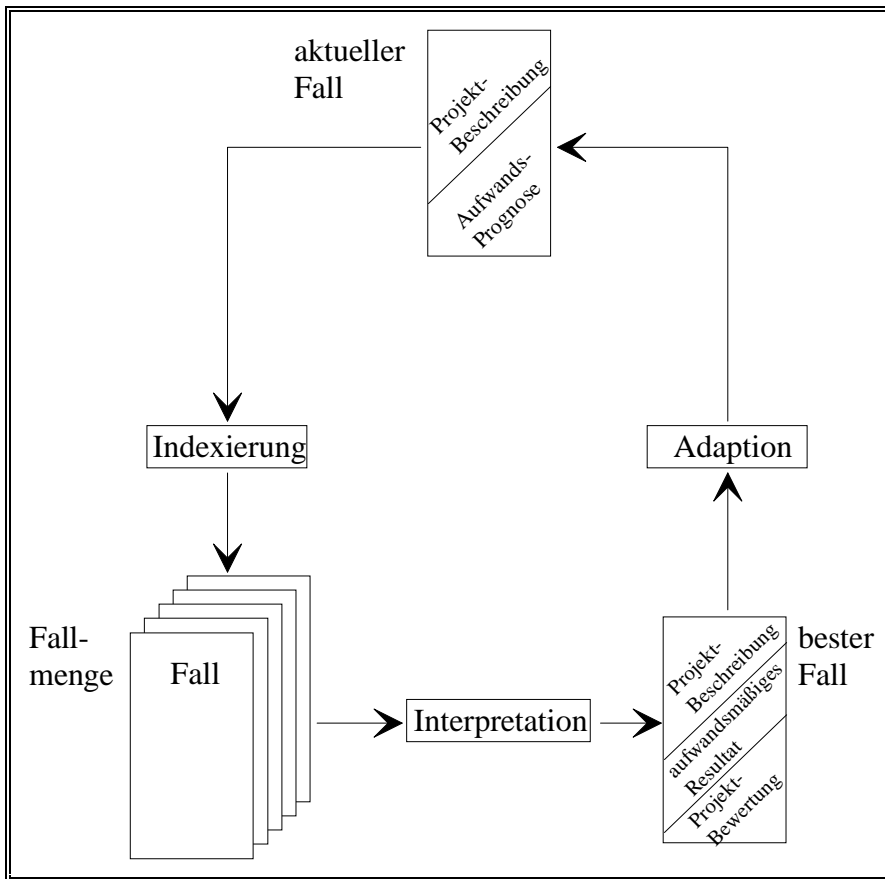 aktueller
Fall
Projekt-
Beschreibung
Aufwands-
Prognose
Indexierung
Adaption
Fall-
menge
Fall
Interpretation
Projekt-
Beschreibung
aufwandsmäßiges
Resultat
Projekt-
Bewertung
bester
Fall